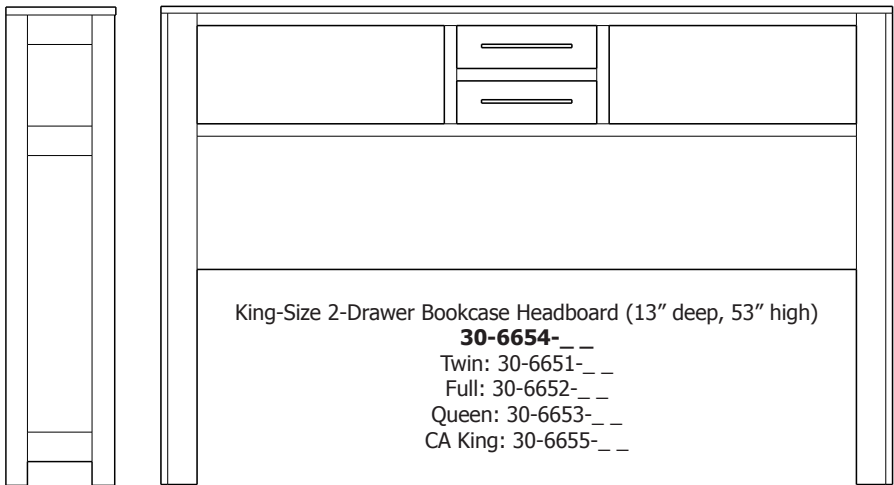 King-Size 2-Drawer Bookcase Headboard (13” deep, 53” high)
30-6654-_ _
Twin: 30-6651-_ _
Full: 30-6652-_ _
Queen: 30-6653-_ _
CA King: 30-6655-_ _